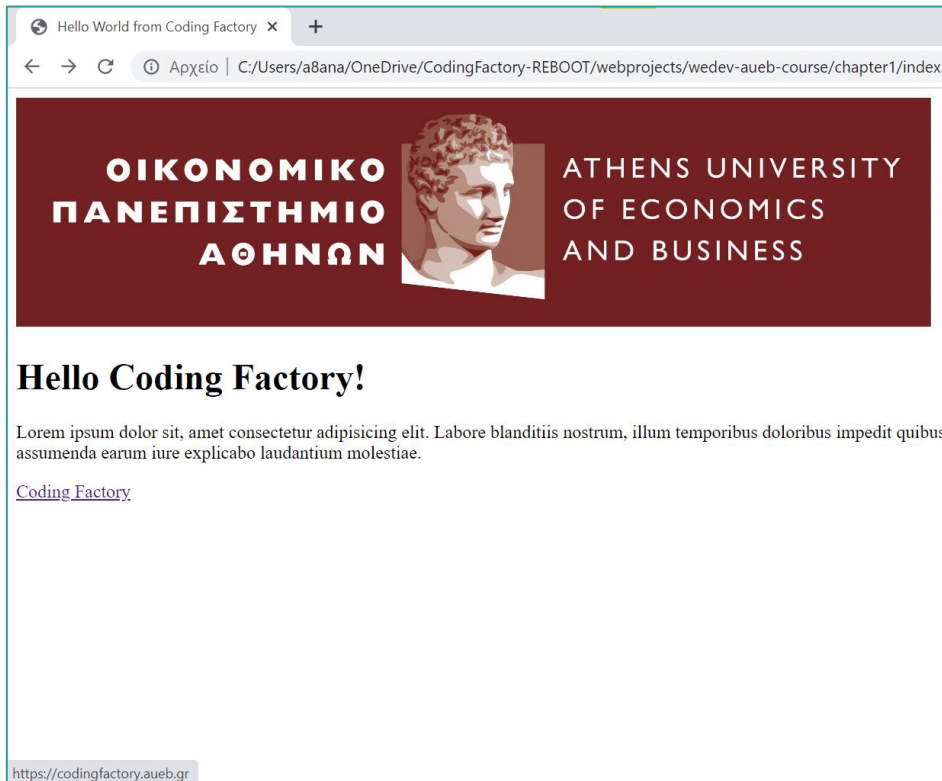 Hello World from Coding Factory
Αρχείο | C:/Users/a8ana/OneDrive/CodingFactory-REBOOT/webprojects/wedev-aueb-course/chapter1/index.
ΟΙΚΟΝΟΜΙΚΟ
ΠΑΝΕΠΙΣΤΗΜΙΟ
ΑΘΗΝΩΝ
ATHENS UNIVERSITY
OF ECONOMICS
AND BUSINESS
Hello Coding Factory!
Lorem ipsum dolor sit, amet consectetur adipisicing elit. Labore blanditiis nostrum, illum temporibus doloribus impedit quibus
assumenda earum iure explicabo laudantium molestiae.
Coding Factory
https://codingfactory.aueb.gr